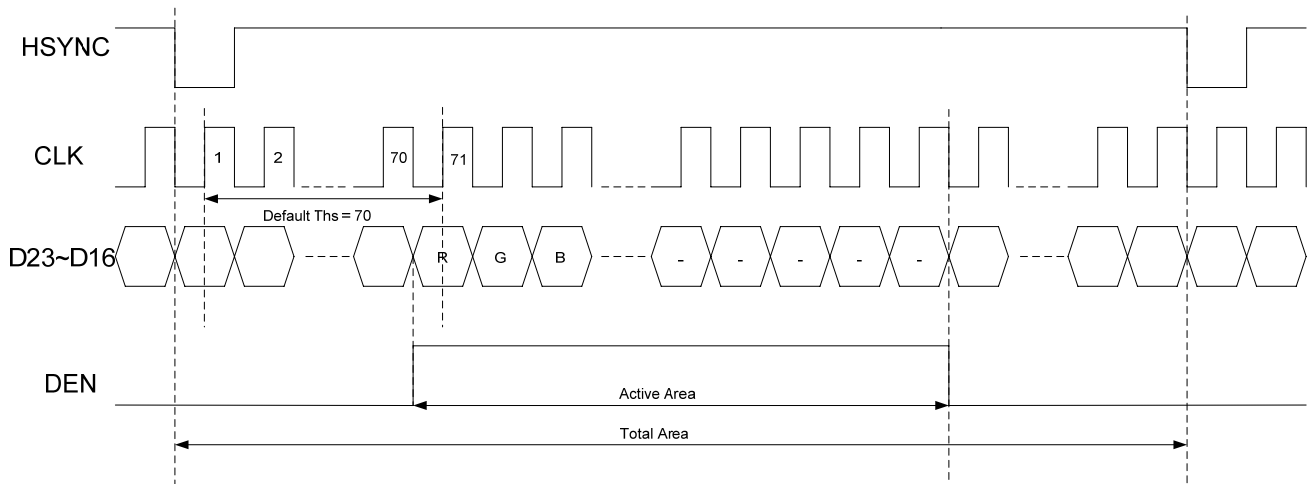 HSYNC
CLK
1
2
70
71
Default Ths = 70
D23~D16
R
G
B
-
-
-
-
-
DEN
Active Area
Total Area